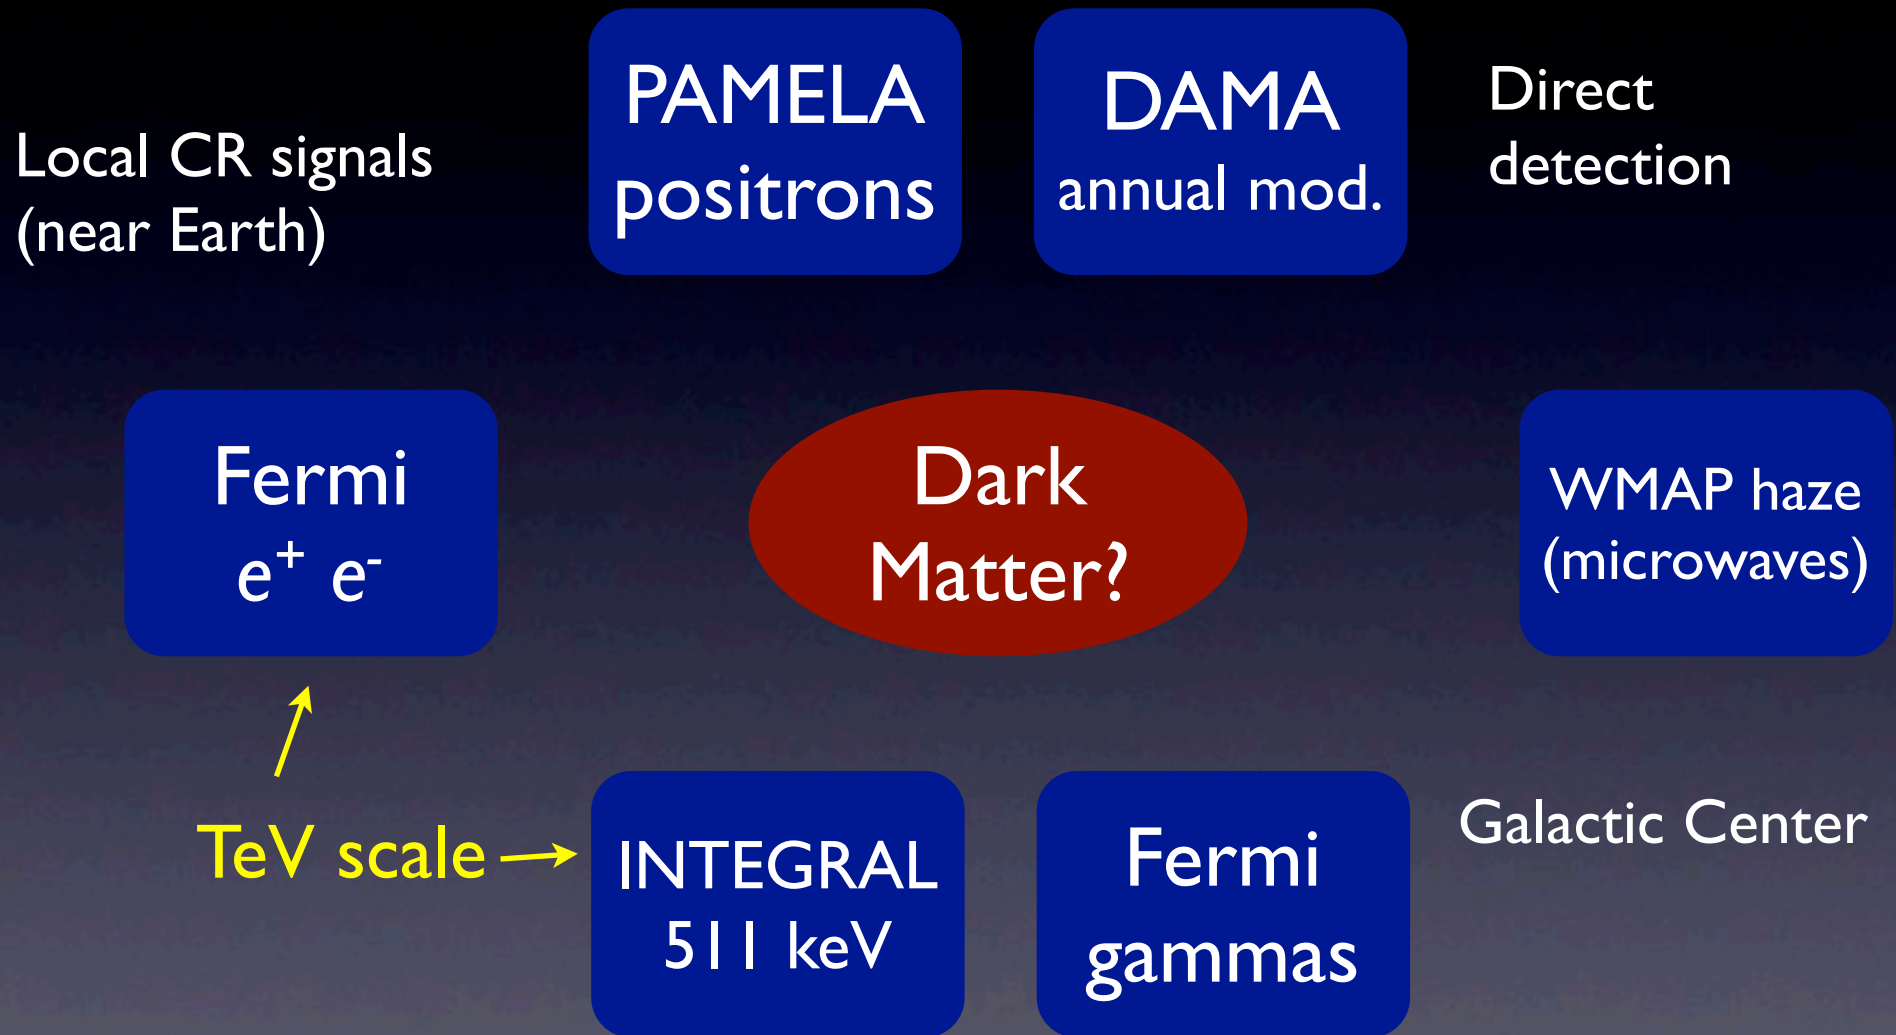 Local CR signals
(near Earth)
PAMELA
positrons
DAMA
annual mod.
Direct
detection
Fermi
e⁺ e⁻
Dark
Matter?
WMAP haze
(microwaves)
TeV scale
INTEGRAL
511 keV
Fermi
gammas
Galactic Center